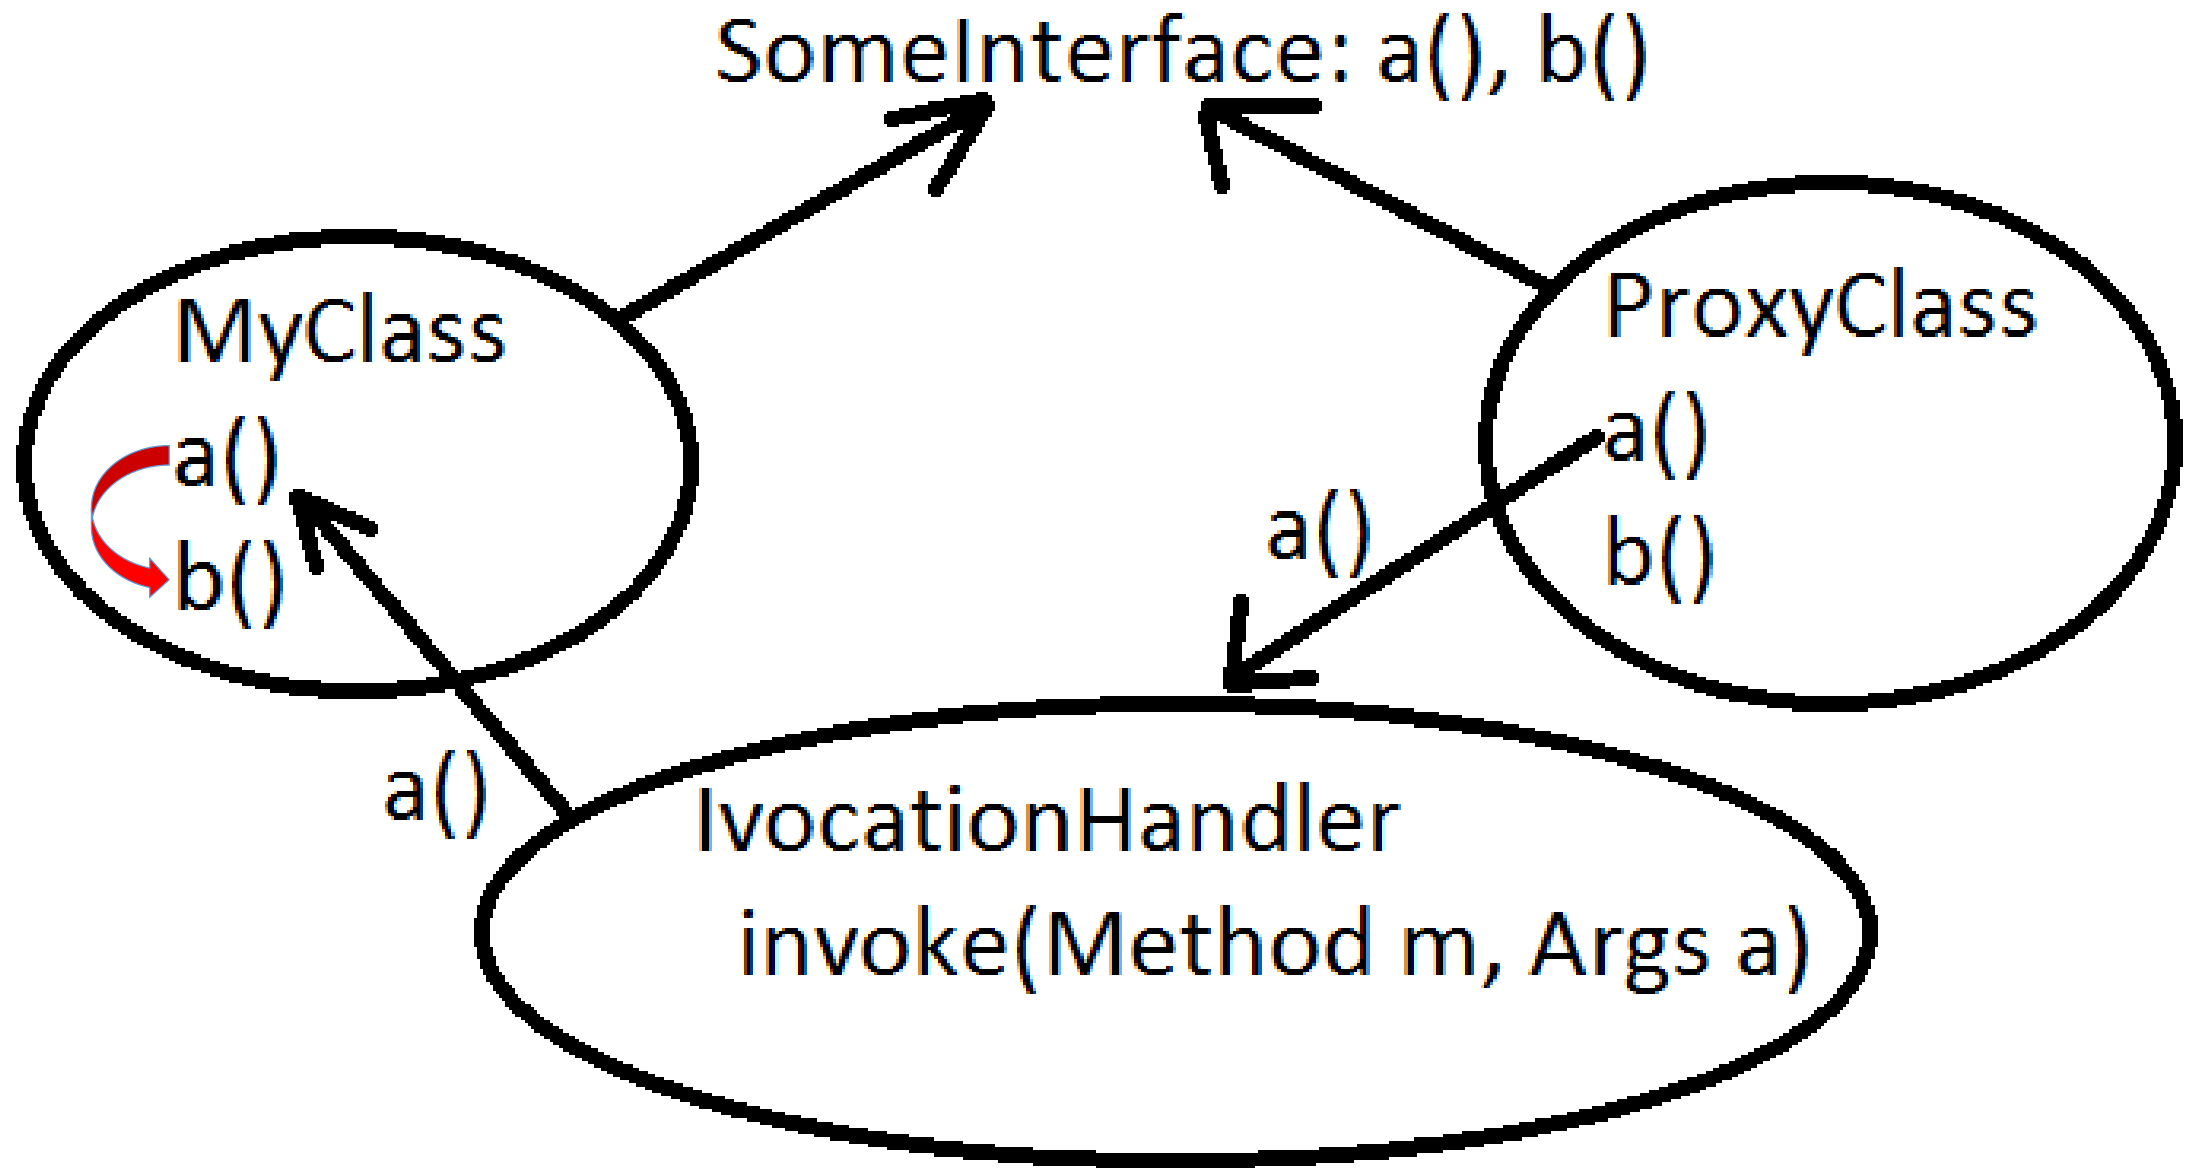 SomeInterface: a(), b()
MyClass
a()
b()
ProxyClass
a()
b()
a()
a()
IvocationHandler
invoke(Method m, Args a)